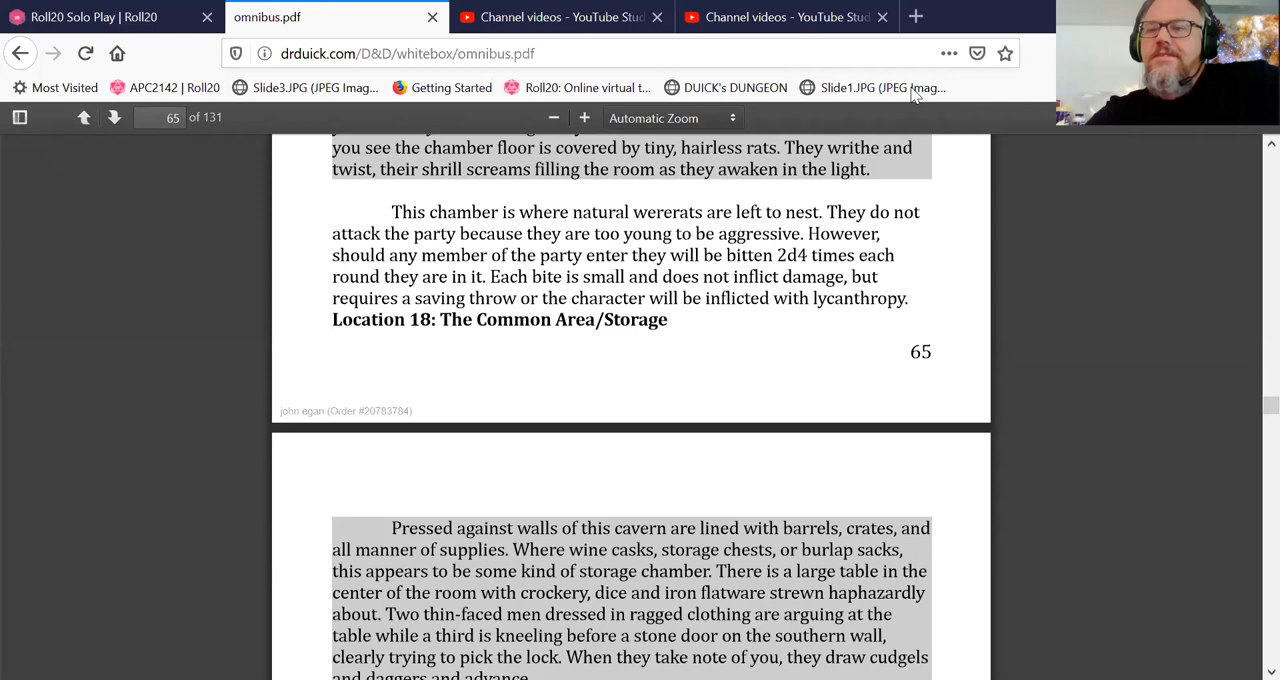 Roll20 Solo Play | Roll20
omnibus.pdf
Channel videos - YouTube Stud
Channel videos - YouTube Stud
drduick.com/D&D/whitebox/omnibus.pdf
Most Visited
APC2142 | Roll20
Slide3.JPG (JPEG Imag...
Getting Started
Roll20: Online virtual t...
DUICK's DUNGEON
Slide1.JPG (JPEG Imag...
65 of 131
Automatic Zoom
you see the chamber floor is covered by tiny, hairless rats. They writhe and
twist, their shrill screams filling the room as they awaken in the light.
This chamber is where natural wererats are left to nest. They do not
attack the party because they are too young to be aggressive. However,
should any member of the party enter they will be bitten 2d4 times each
round they are in it. Each bite is small and does not inflict damage, but
requires a saving throw or the character will be inflicted with lycanthropy.
Location 18: The Common Area/Storage
65
john egan (Order #20783784)
Pressed against walls of this cavern are lined with barrels, crates, and
all manner of supplies. Where wine casks, storage chests, or burlap sacks,
this appears to be some kind of storage chamber. There is a large table in the
center of the room with crockery, dice and iron flatware strewn haphazardly
about. Two thin-faced men dressed in ragged clothing are arguing at the
table while a third is kneeling before a stone door on the southern wall,
clearly trying to pick the lock. When they take note of you, they draw cudgels
and daggers and advance.